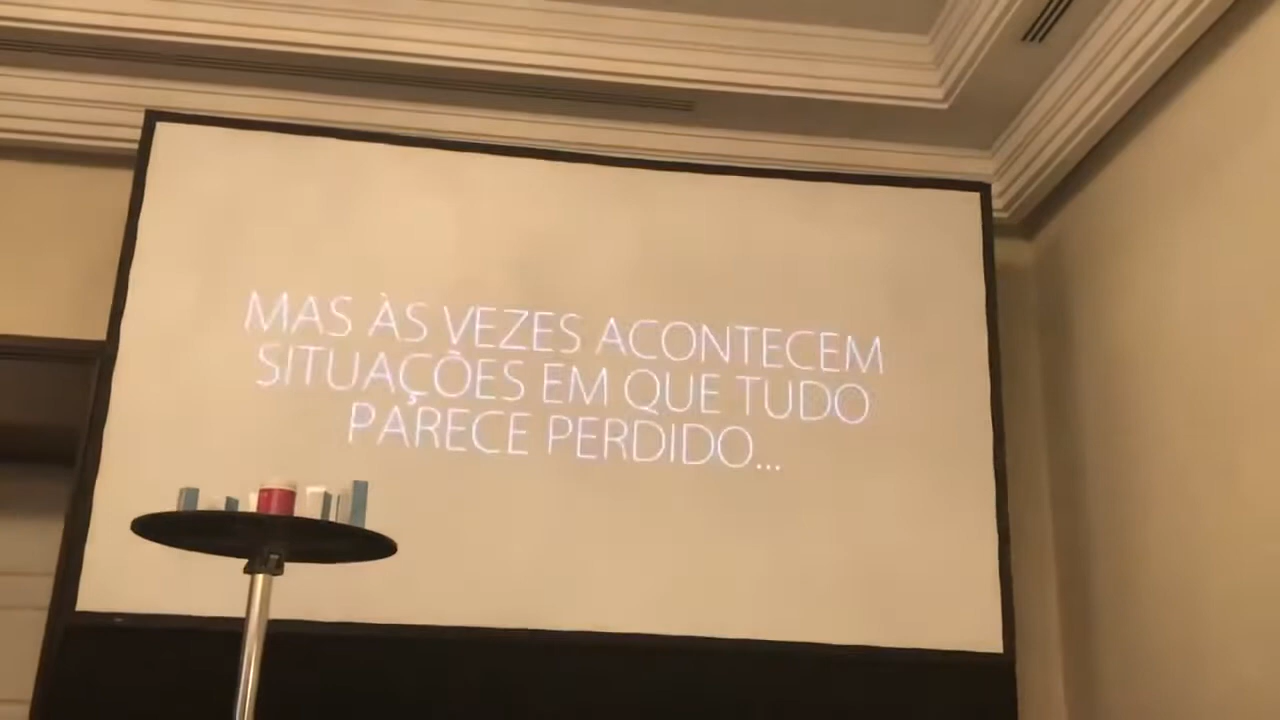 MAS ÀS VEZES ACONTECEM
SITUAÇÕES EM QUE TUDO
PARECE PERDIDO...